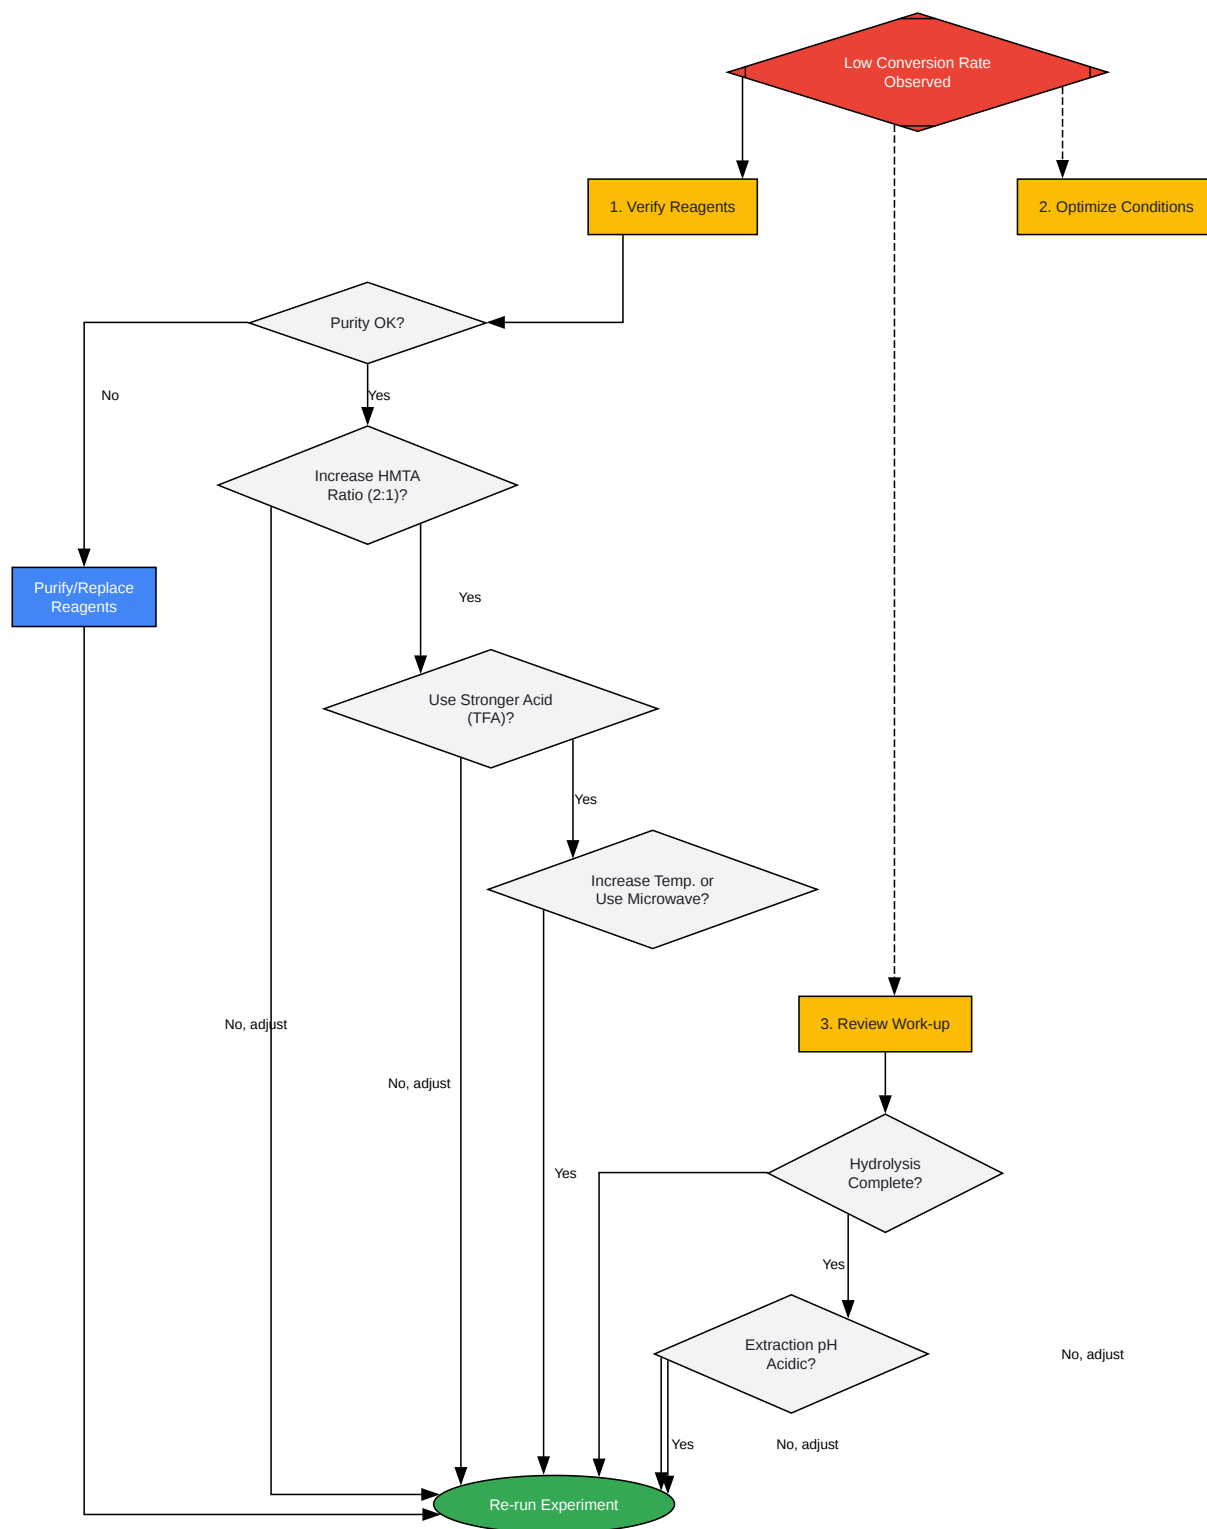 Low Conversion Rate
Observed
1. Verify Reagents
2. Optimize Conditions
Purity OK?
No
Yes
Increase HMTA
Ratio (2:1)?
Purify/Replace
Reagents
Yes
Use Stronger Acid
(TFA)?
Yes
Increase Temp. or
Use Microwave?
No, adjust
3. Review Work-up
No, adjust
Yes
Hydrolysis
Complete?
Yes
Extraction pH
Acidic?
No, adjust
Yes
No, adjust
Re-run Experiment